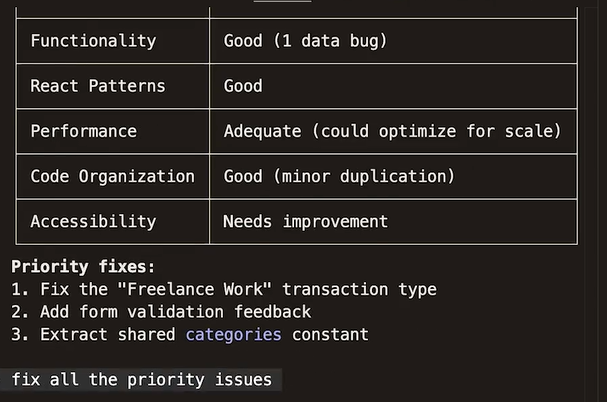 Functionality Good (1 data bug)
React Patterns Good
Performance Adequate (could optimize for scale)
Code Organization Good (minor duplication)
Accessibility Needs improvement
Priority fixes:
1. Fix the "Freelance Work" transaction type
2. Add form validation feedback
3. Extract shared categories constant
fix all the priority issues